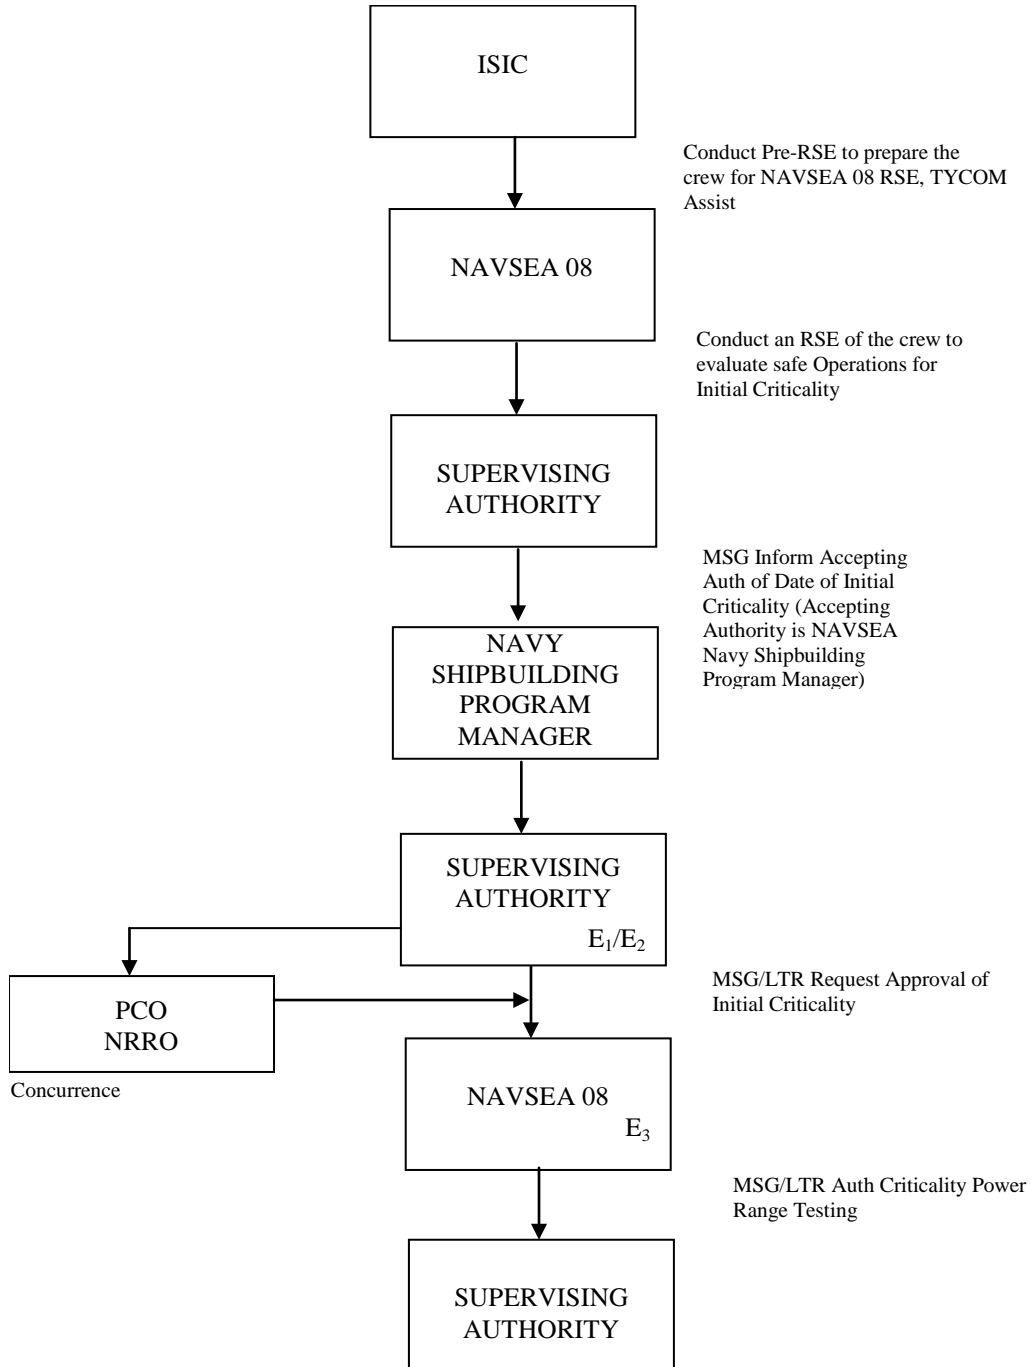 ISIC
Conduct Pre-RSE to prepare the
crew for NAVSEA 08 RSE, TYCOM
Assist
NAVSEA 08
Conduct an RSE of the crew to
evaluate safe Operations for
Initial Criticality
SUPERVISING
AUTHORITY
MSG Inform Accepting
Auth of Date of Initial
Criticality (Accepting
Authority is NAVSEA
Navy Shipbuilding
Program Manager)
NAVY
SHIPBUILDING
PROGRAM
MANAGER
SUPERVISING
AUTHORITY
E₁/E₂
MSG/LTR Request Approval of
Initial Criticality
PCO
NRRO
Concurrence
NAVSEA 08
E₃
MSG/LTR Auth Criticality Power
Range Testing
SUPERVISING
AUTHORITY